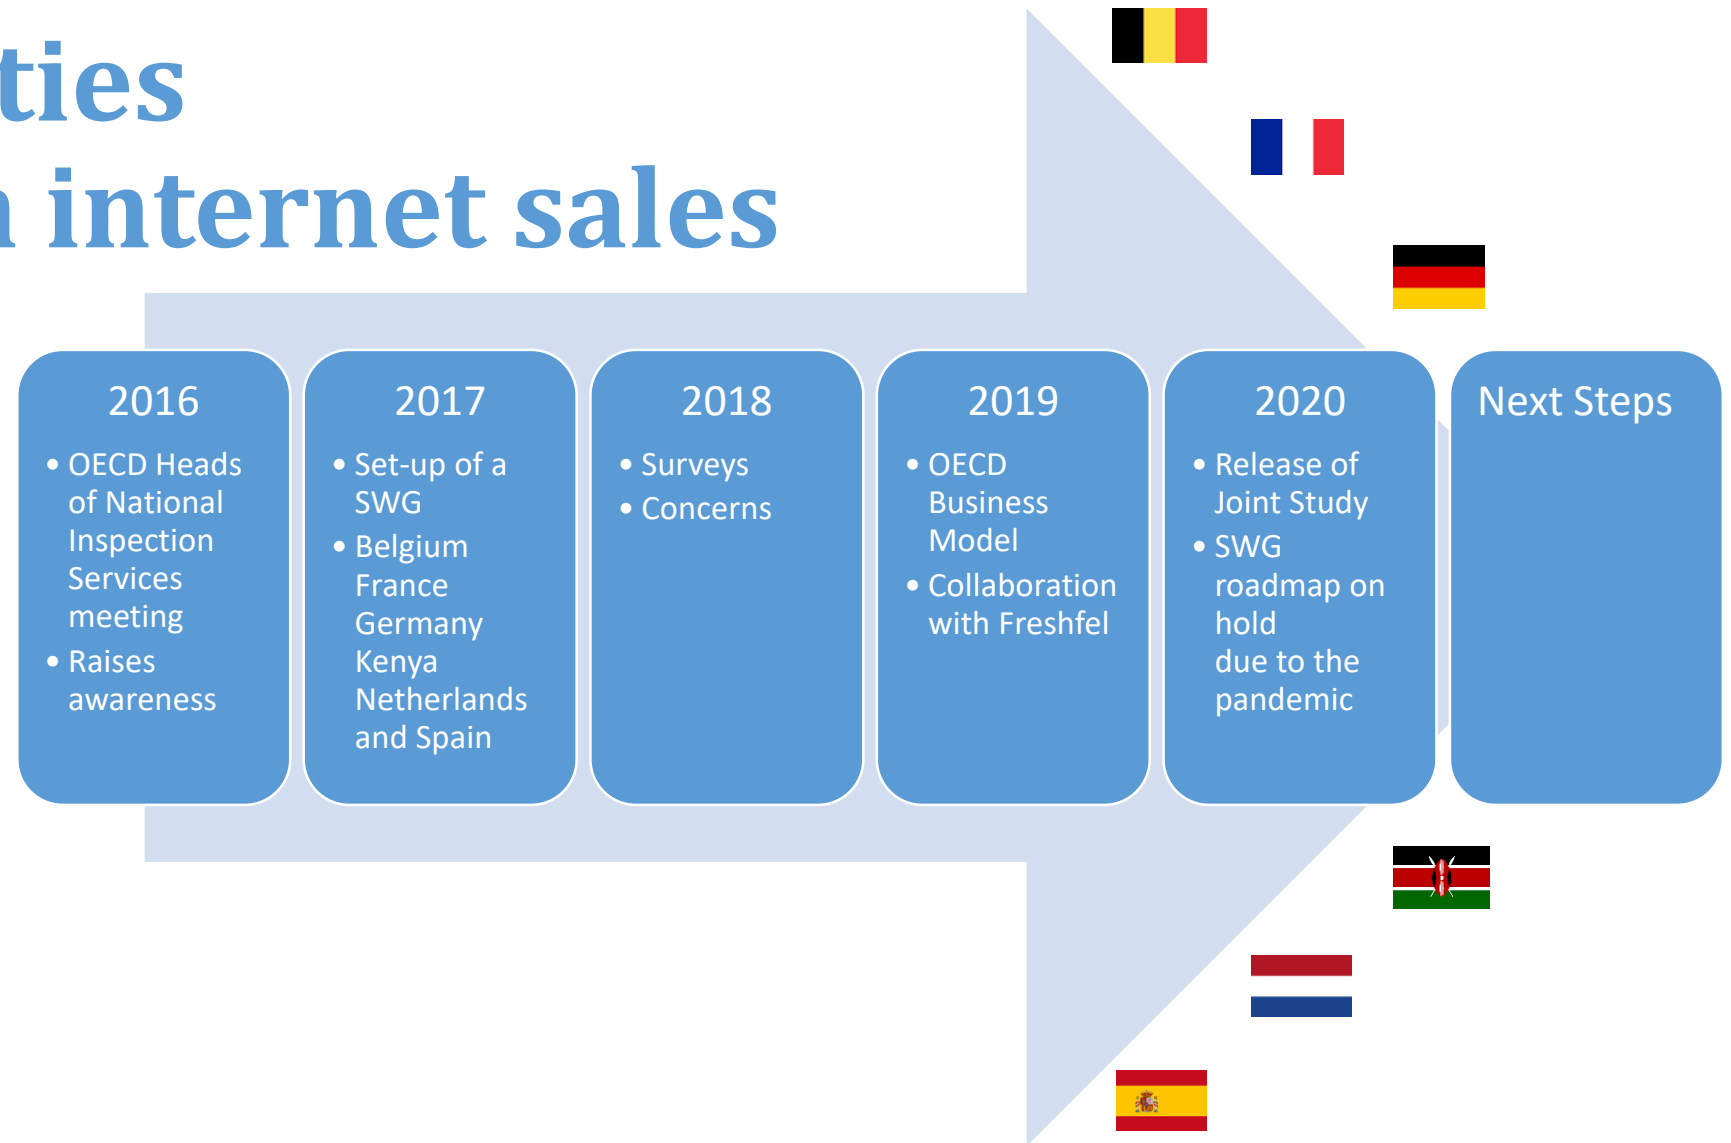 ties
n internet sales
2016
• OECD Heads
of National
Inspection
Services
meeting
• Raises
awareness
2017
• Set-up of a
SWG
• Belgium
France
Germany
Kenya
Netherlands
and Spain
2018
• Surveys
• Concerns
2019
• OECD
Business
Model
• Collaboration
with Freshfel
2020
• Release of
Joint Study
• SWG
roadmap on
hold
due to the
pandemic
Next Steps